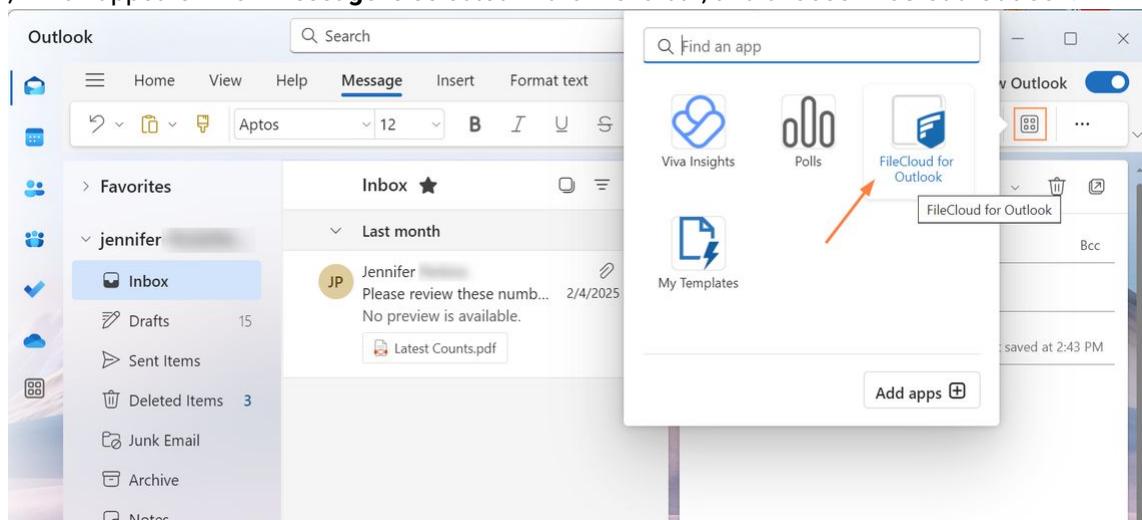 Outlook
Search
Find an app
Home View Help Message Insert Format text
w Outlook
Aptos 12 B I U S
Viva Insights
Polls
FileCloud for
Outlook
FileCloud for Outlook
My Templates
Add apps
Favorites
Inbox
jennifer
Last month
Bcc
Inbox
JP
Jennifer
Please review these numb... 2/4/2025
No preview is available.
Latest Counts.pdf
saved at 2:43 PM
Drafts 15
Sent Items
Deleted Items 3
Junk Email
Archive
Notes